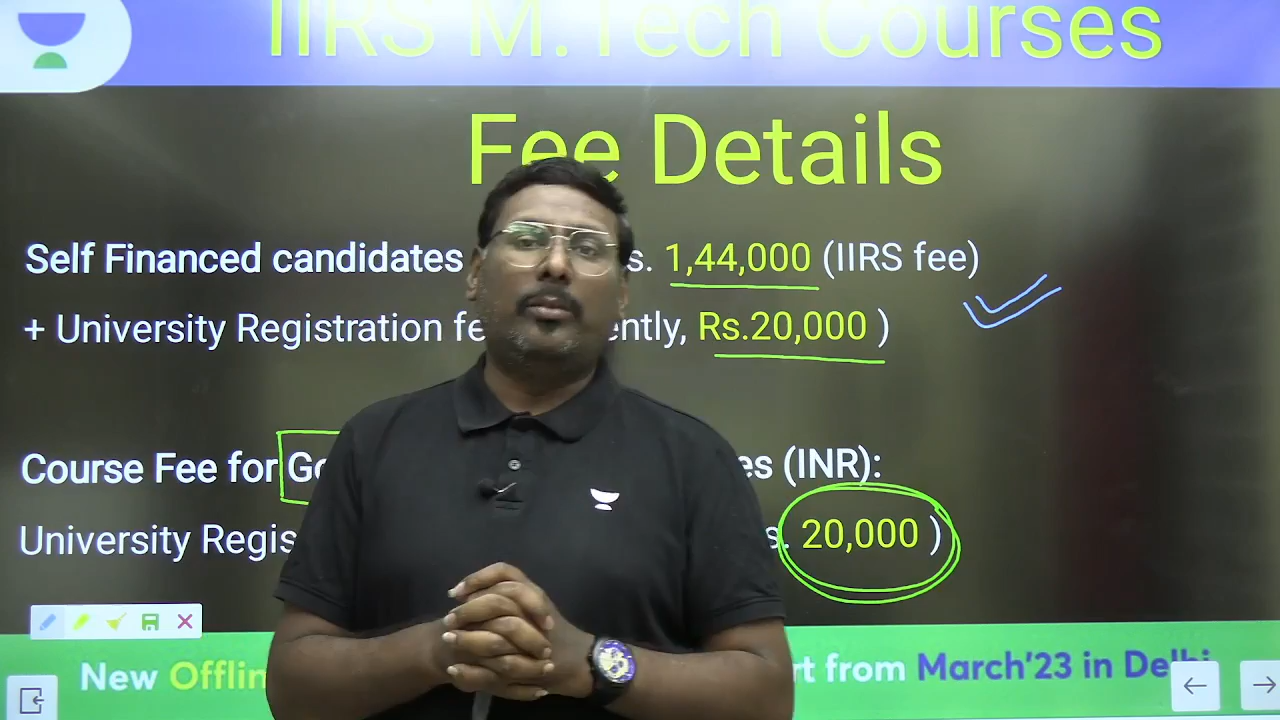 IIRS M.Tech Courses
Fee Details
Self Financed candidates s. 1,44,000 (IIRS fee)
+ University Registration fe ently, Rs.20,000 )
Course Fee for Go es (INR):
University Regis s. 20,000 )
New Offlin rt from March'23 in Delhi